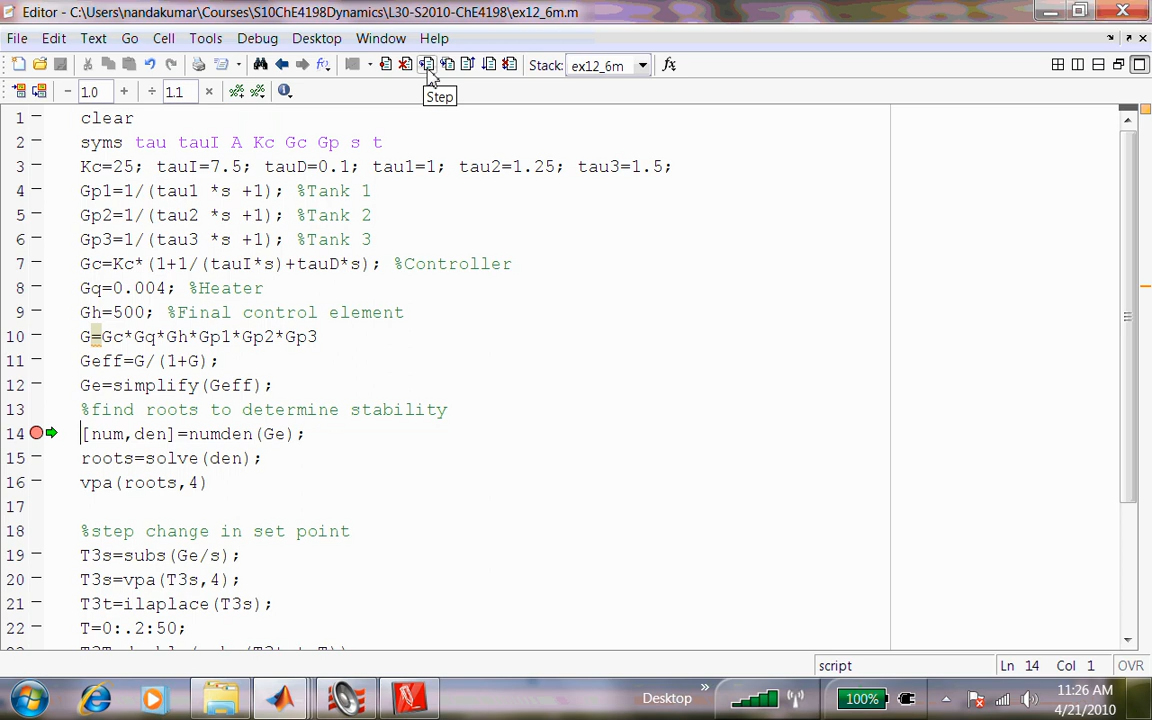 Editor - C:\Users\nandakumar\Courses\S10ChE4198Dynamics\L30-S2010-ChE4198\ex12_6m.m
File Edit Text Go Cell Tools Debug Desktop Window Help
Stack: ex12_6m fx
Step
- 1.0 + ÷ 1.1 ×
1 clear
2 syms tau tauI A Kc Gc Gp s t
3 Kc=25; tauI=7.5; tauD=0.1; tau1=1; tau2=1.25; tau3=1.5;
4 Gp1=1/(tau1 *s +1); %Tank 1
5 Gp2=1/(tau2 *s +1); %Tank 2
6 Gp3=1/(tau3 *s +1); %Tank 3
7 Gc=Kc*(1+1/(tauI*s)+tauD*s); %Controller
8 Gq=0.004; %Heater
9 Gh=500; %Final control element
10 G=Gc*Gq*Gh*Gp1*Gp2*Gp3
11 Geff=G/(1+G);
12 Ge=simplify(Geff);
13 %find roots to determine stability
14 [num,den]=numden(Ge);
15 roots=solve(den);
16 vpa(roots,4)
17
18 %step change in set point
19 T3s=subs(Ge/s);
20 T3s=vpa(T3s,4);
21 T3t=ilaplace(T3s);
22 T=0:.2:50;
script Ln 14 Col 1 OVR
Desktop » 100% 11:26 AM
4/21/2010